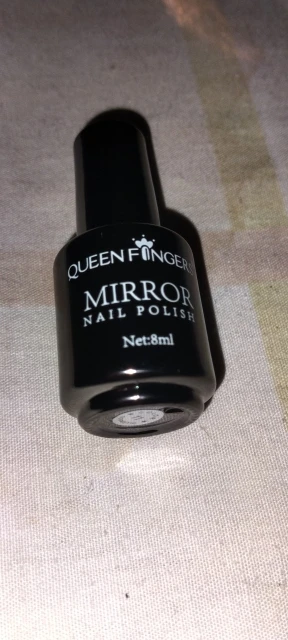 QUEEN FINGER
MIRROR
NAIL POLISH
Net:8ml